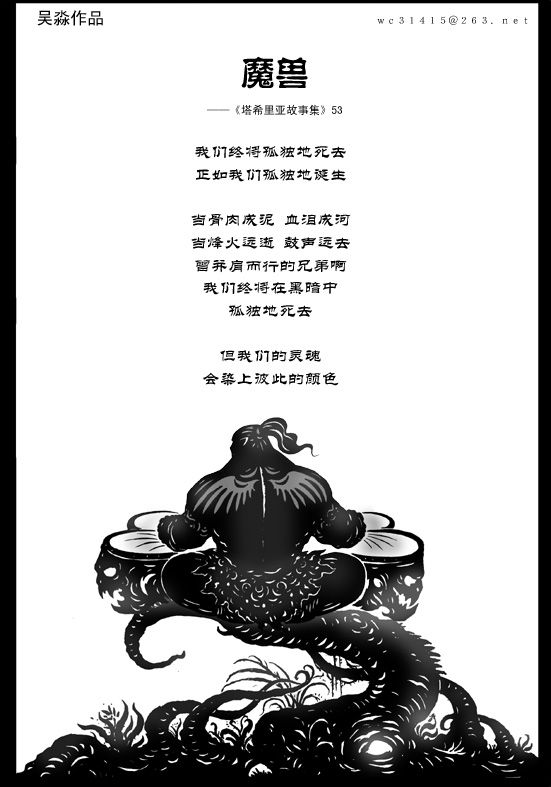 吴淼作品
wc31415@263.net
魔兽
——《塔希里亚故事集》53
我们终将孤独地死去
正如我们孤独地诞生
当骨肉成泥 血泪成河
当烽火远逝 鼓声远去
曾并肩而行的兄弟啊
我们终将在黑暗中
孤独地死去
但我们的灵魂
会染上彼此的颜色